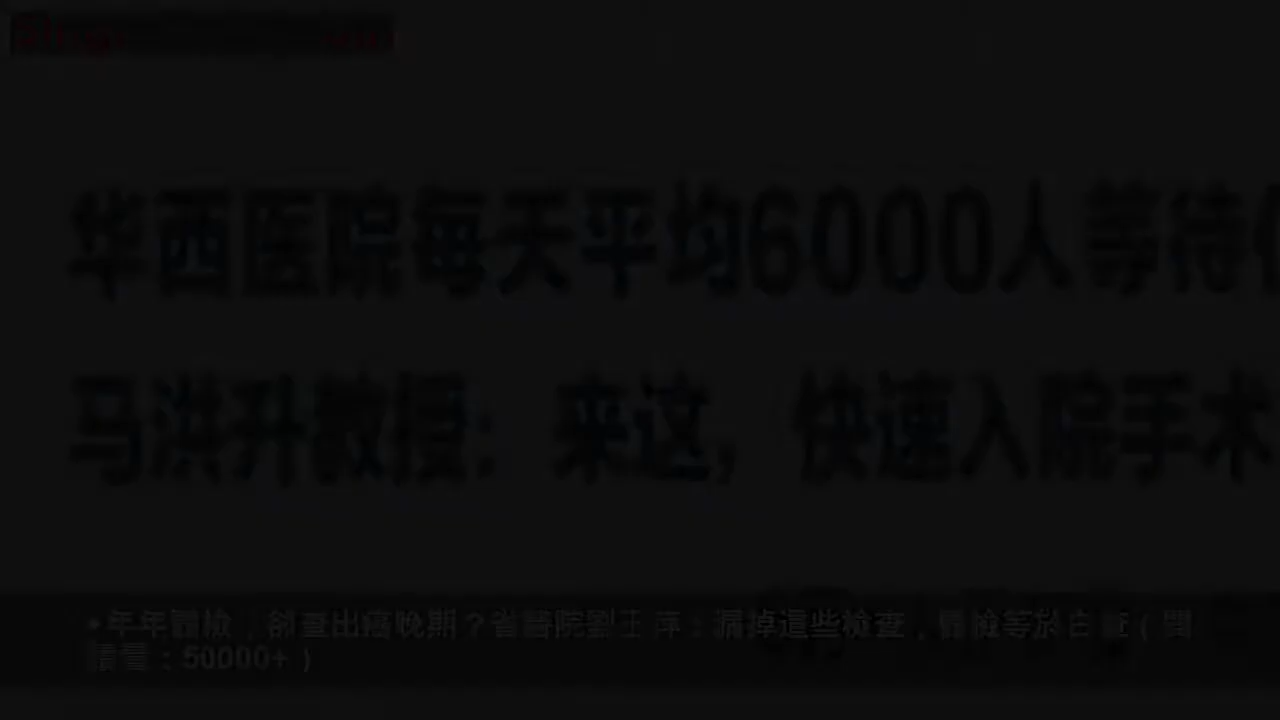 华西医院每天平均6000人等待
马洪升教授：来这，快速入院手术
•年年體檢，卻查出癌晚期？省醫院劉玉萍：漏掉這些檢查，體檢等於白查（閱
讀量：50000+）